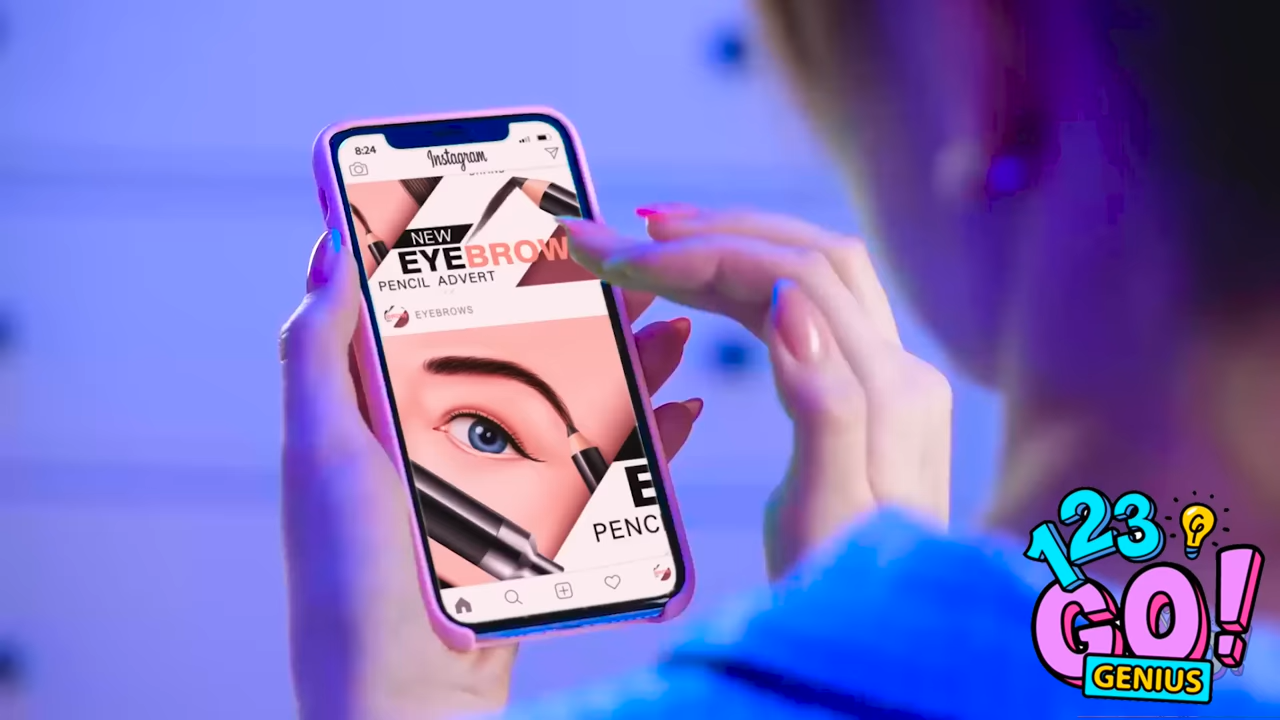 8:24
Instagram
NEW
EYEBROW
PENCIL ADVERT
EYEBROWS
E
PENC
123
GO!
GENIUS